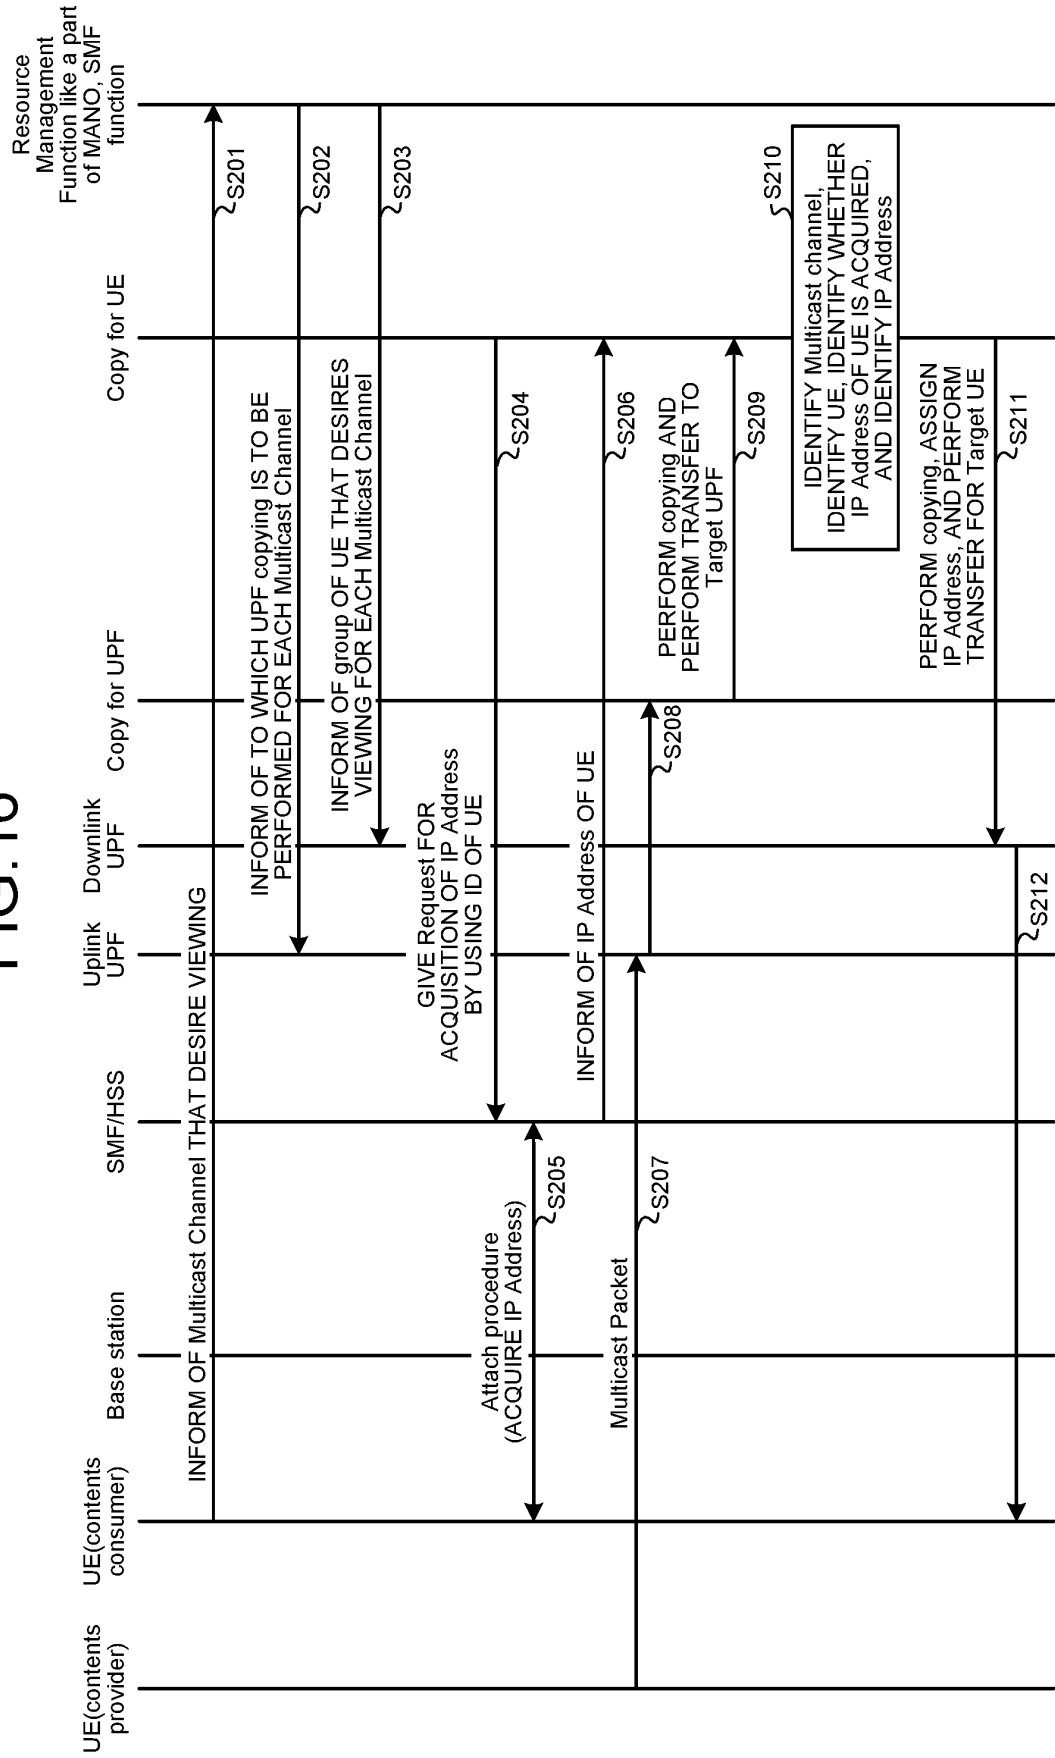 UE(contents
provider)
UE(contents
consumer)
Base station
SMF/HSS
Uplink
UPF
Downlink
UPF
Copy for UPF
Copy for UE
Resource
Management
Function like a part
of MANO, SMF
function
INFORM OF Multicast Channel THAT DESIRE VIEWING
S201
INFORM OF TO WHICH UPF copying IS TO BE
PERFORMED FOR EACH Multicast Channel
S202
INFORM OF group OF UE THAT DESIRES
VIEWING FOR EACH Multicast Channel
S203
GIVE Request FOR
ACQUISITION OF IP Address
BY USING ID OF UE
S204
Attach procedure
(ACQUIRE IP Address)
S205
INFORM OF IP Address OF UE
S206
Multicast Packet
S207
S208
PERFORM copying AND
PERFORM TRANSFER TO
Target UPF
S209
S210
IDENTIFY Multicast channel,
IDENTIFY UE, IDENTIFY WHETHER
IP Address OF UE IS ACQUIRED,
AND IDENTIFY IP Address
PERFORM copying, ASSIGN
IP Address, AND PERFORM
TRANSFER FOR Target UE
S211
S212